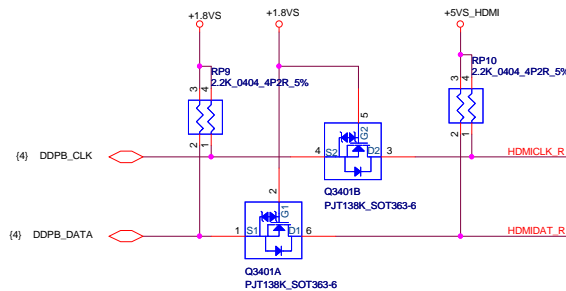 +1.8VS
+1.8VS
+5VS_HDMI
RP9
2.2K_0404_4P2R_5%
RP10
2.2K_0404_4P2R_5%
3
4
3
4
5
G2
2
1
2
1
{4}
DDPB_CLK
4
S2
D2
3
HDMICLK_R
Q3401B
PJT138K_SOT363-6
2
G1
{4}
DDPB_DATA
1
S1
D1
6
HDMIDAT_R
Q3401A
PJT138K_SOT363-6